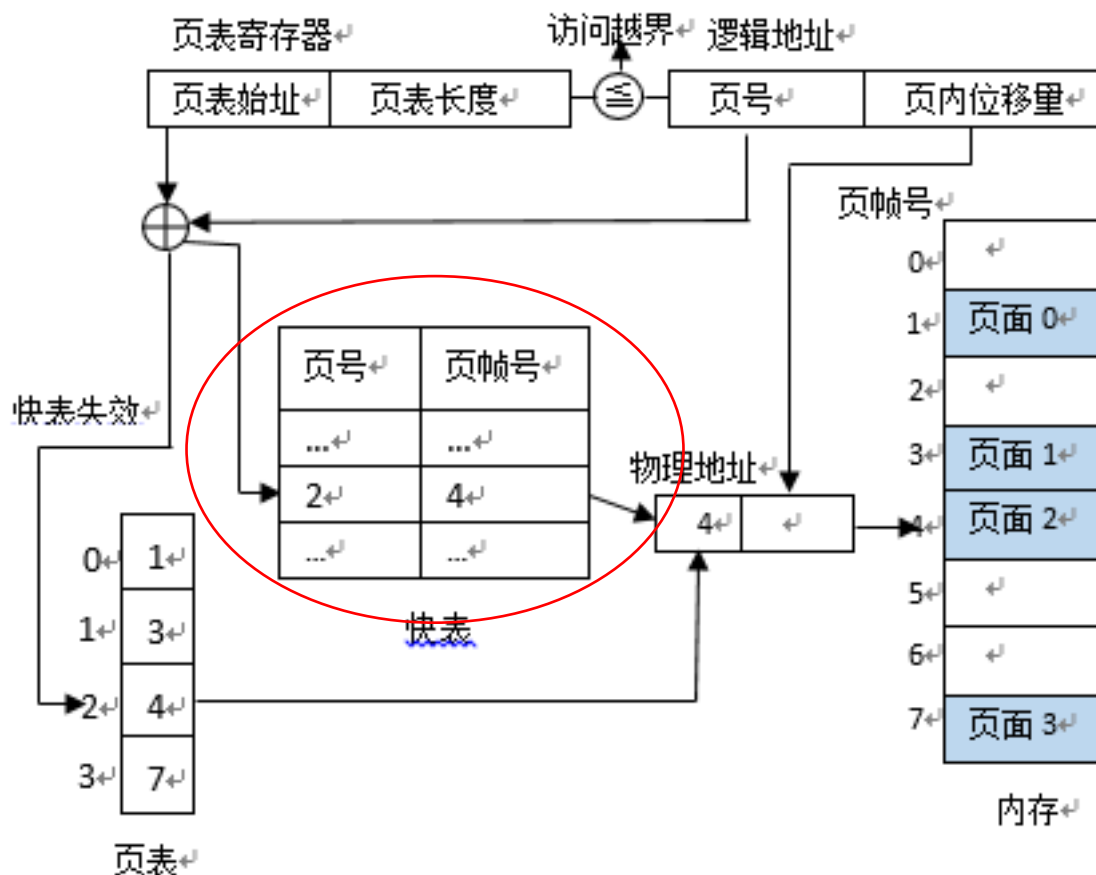 页表寄存器
访问越界
逻辑地址
页表始址 页表长度 ≦ 页号 页内位移量
页帧号
0
1 页面 0
2
3 页面 1
4 页面 2
5
6
7 页面 3
内存
快表失效
页号 页帧号
... ...
2 4
... ...
快表
物理地址
4
0 1
1 3
2 4
3 7
页表